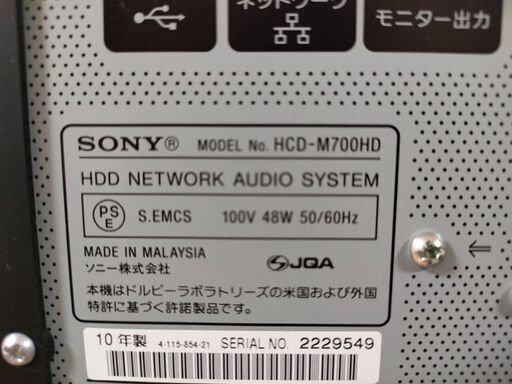 ネットワーク
モニター出力
SONY® MODEL No. HCD-M700HD
HDD NETWORK AUDIO SYSTEM
PS
E
S.EMCS 100V 48W 50/60Hz
MADE IN MALAYSIA
ソニー株式会社
JQA
本機はドルビーラボラトリーズの米国および外国
特許に基づく許諾製品です。
10年製 4-115-854-21 SERIAL NO. 2229549